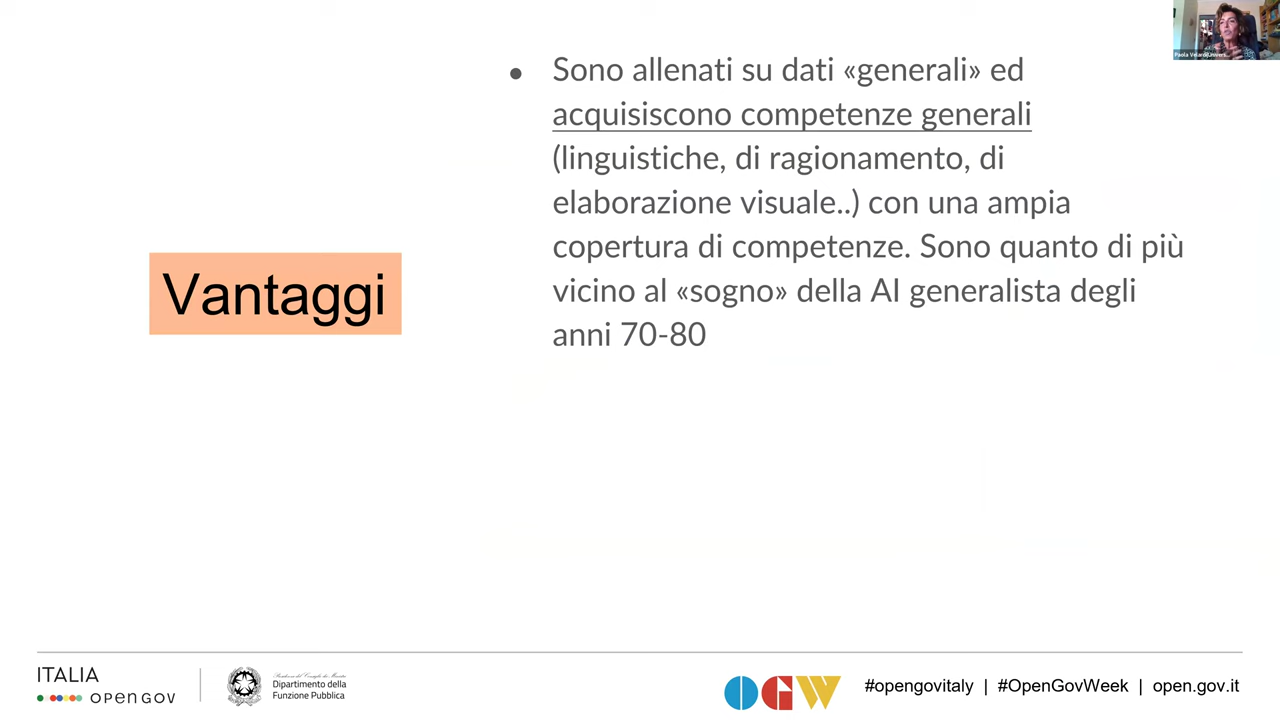 Sono allenati su dati «generali» ed
acquisiscono competenze generali
(linguistiche, di ragionamento, di
elaborazione visuale..) con una ampia
copertura di competenze. Sono quanto di più
vicino al «sogno» della AI generalista degli
anni 70-80
Vantaggi
ITALIA
open gov
Dipartimento della
Funzione Pubblica
OGW
#opengovitaly | #OpenGovWeek | open.gov.it